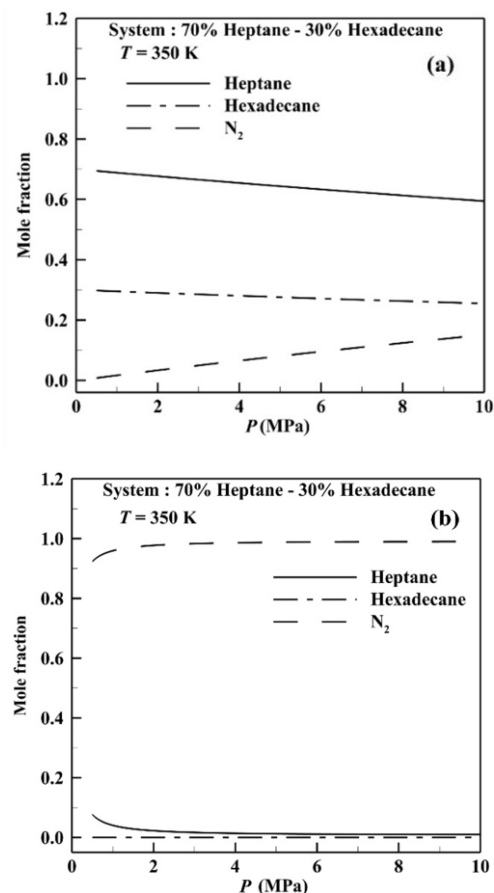 System : 70% Heptane - 30% Hexadecane
T = 350 K
(a)
Heptane
Hexadecane
N₂
Mole fraction
1.2
1.0
0.8
0.6
0.4
0.2
0.0
0 2 4 6 8 10
P (MPa)
System : 70% Heptane - 30% Hexadecane
T = 350 K
(b)
Heptane
Hexadecane
N₂
Mole fraction
1.2
1.0
0.8
0.6
0.4
0.2
0.0
0 2 4 6 8 10
P (MPa)